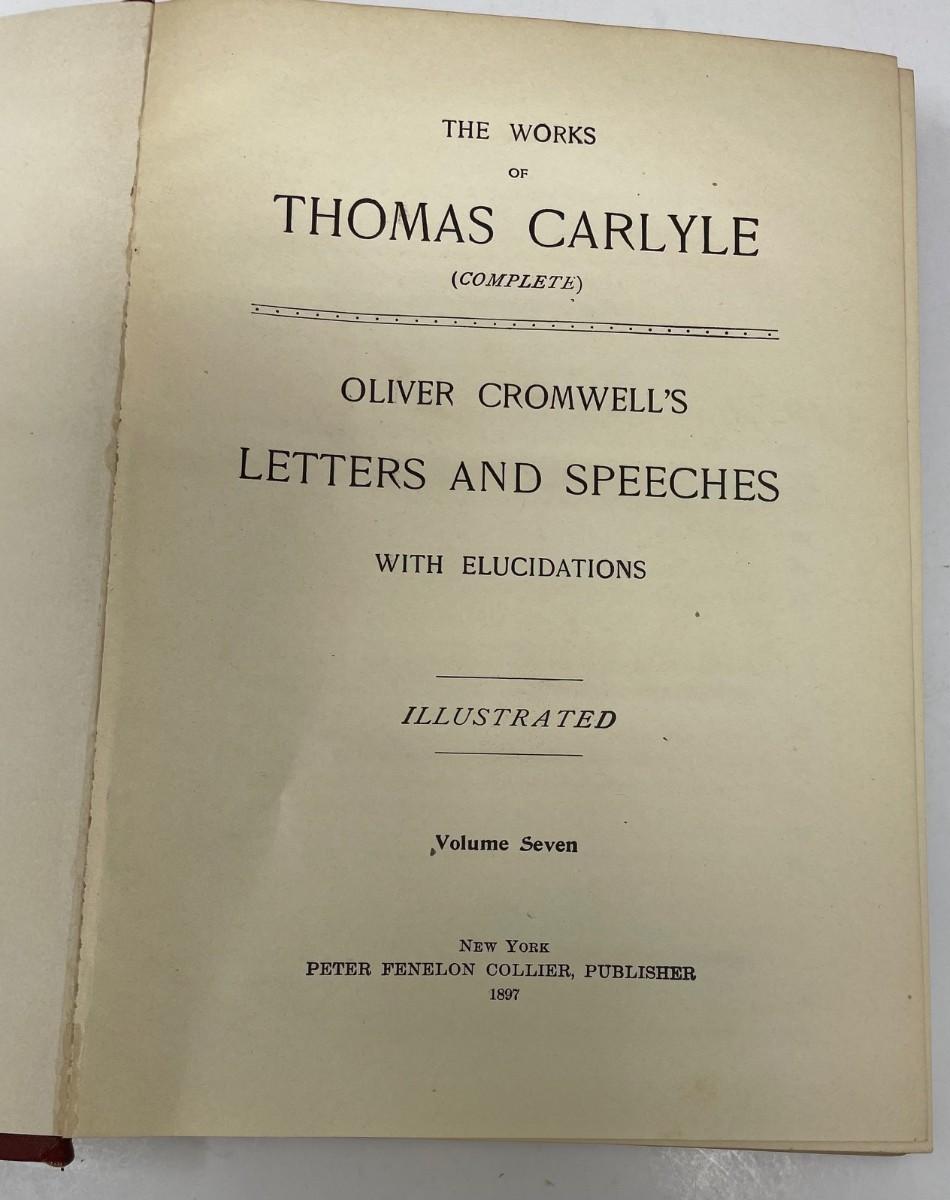 THE WORKS
OF
THOMAS CARLYLE
(COMPLETE)
OLIVER CROMWELL'S
LETTERS AND SPEECHES
WITH ELUCIDATIONS
ILLUSTRATED
Volume Seven
NEW YORK
PETER FENELON COLLIER, PUBLISHER
1897